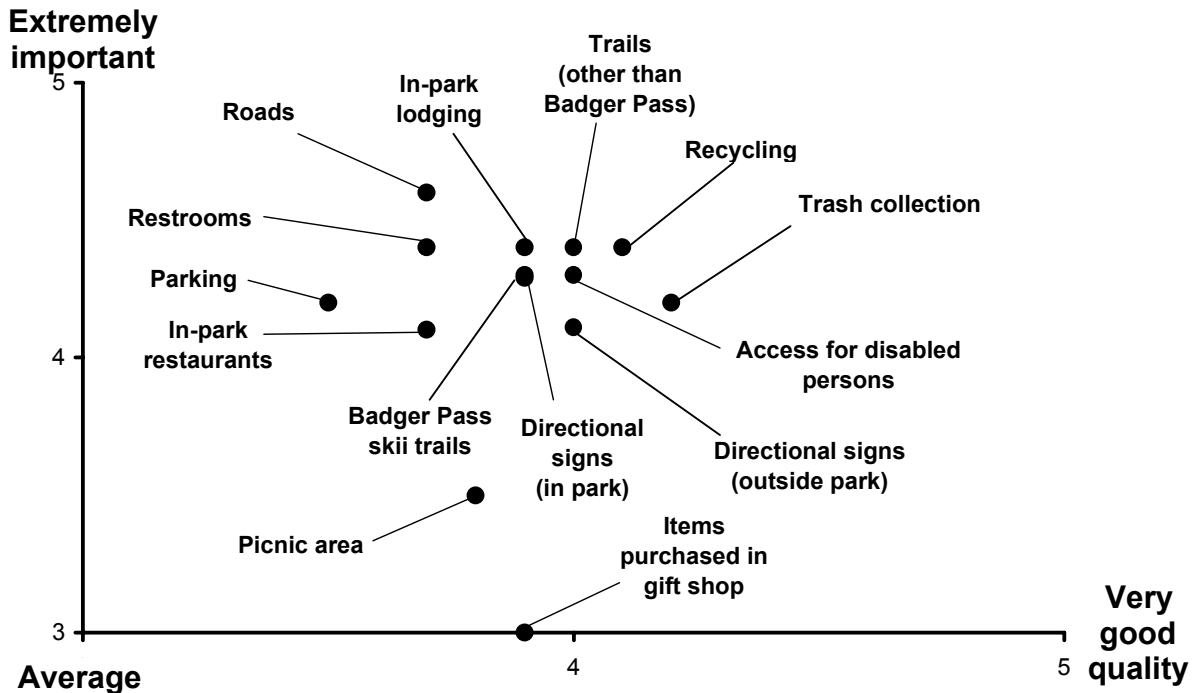 Extremely
important
5
Trails
(other than
Badger Pass)
In-park
lodging
Roads
Recycling
Trash collection
Restrooms
Parking
In-park
restaurants
4
Access for disabled
persons
Badger Pass
skii trails
Directional
signs
(in park)
Directional signs
(outside park)
Picnic area
Items
purchased in
gift shop
3
4
5
Very
good
quality
Average